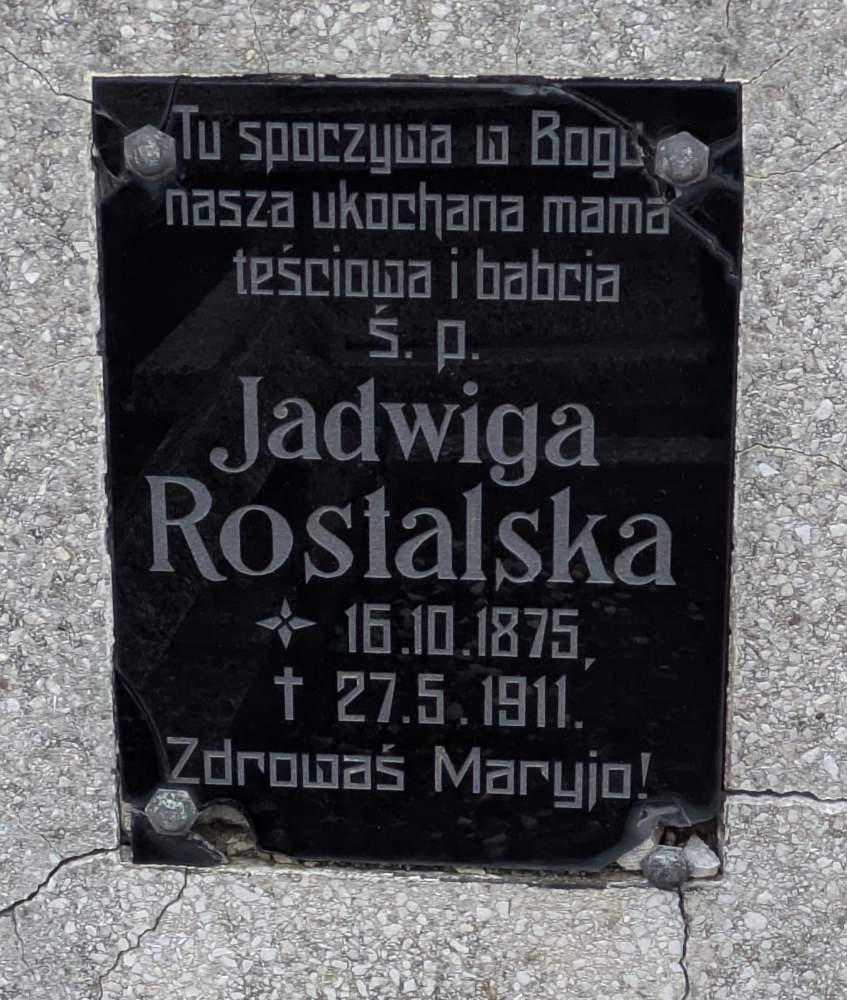 Tu spoczywa w Bogu
nasza ukochana mama
teściowa i babcia
ś. p.
Jadwiga
Rostalska
16.10.1875,
† 27.5.1911.
Zdrowaś Maryjo!